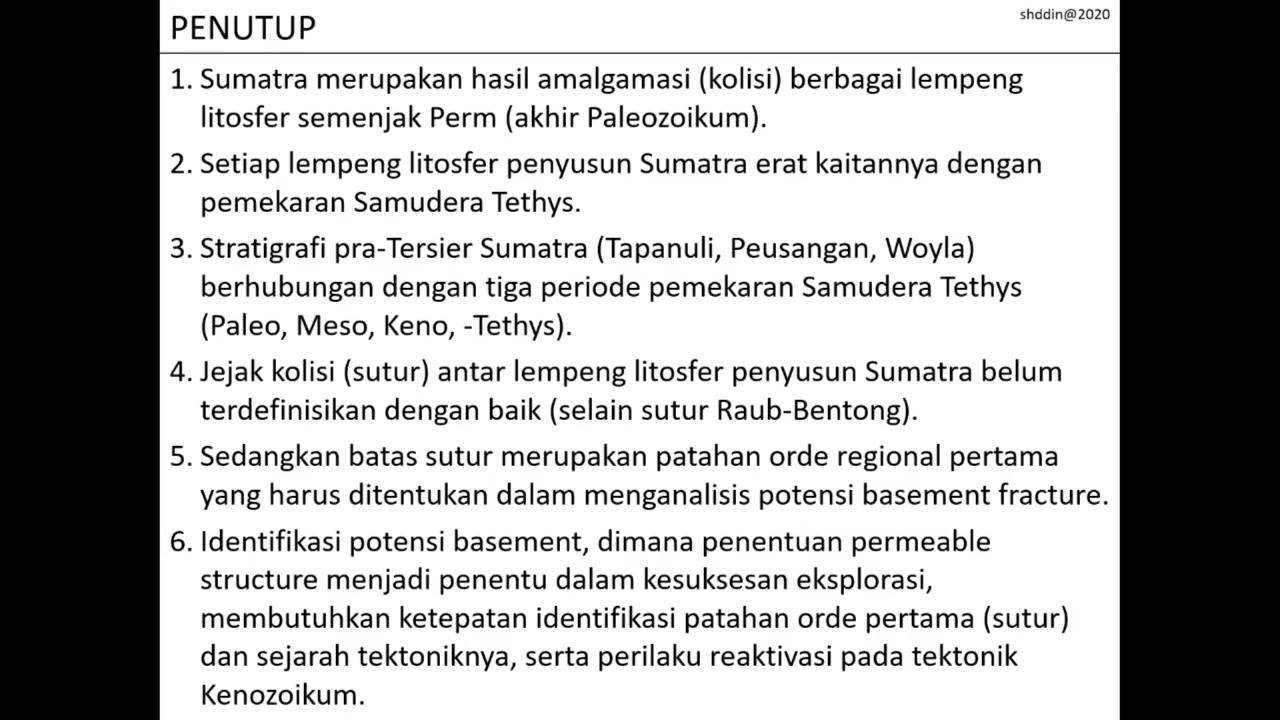 PENUTUP
shddin@2020
1. Sumatra merupakan hasil amalgamasi (kolisi) berbagai lempeng
litosfer semenjak Perm (akhir Paleozoikum).
2. Setiap lempeng litosfer penyusun Sumatra erat kaitannya dengan
pemekaran Samudera Tethys.
3. Stratigrafi pra-Tersier Sumatra (Tapanuli, Peusangan, Woyla)
berhubungan dengan tiga periode pemekaran Samudera Tethys
(Paleo, Meso, Keno, -Tethys).
4. Jejak kolisi (sutur) antar lempeng litosfer penyusun Sumatra belum
terdefinisikan dengan baik (selain sutur Raub-Bentong).
5. Sedangkan batas sutur merupakan patahan orde regional pertama
yang harus ditentukan dalam menganalisis potensi basement fracture.
6. Identifikasi potensi basement, dimana penentuan permeable
structure menjadi penentu dalam kesuksesan eksplorasi,
membutuhkan ketepatan identifikasi patahan orde pertama (sutur)
dan sejarah tektoniknya, serta perilaku reaktivasi pada tektonik
Kenozoikum.